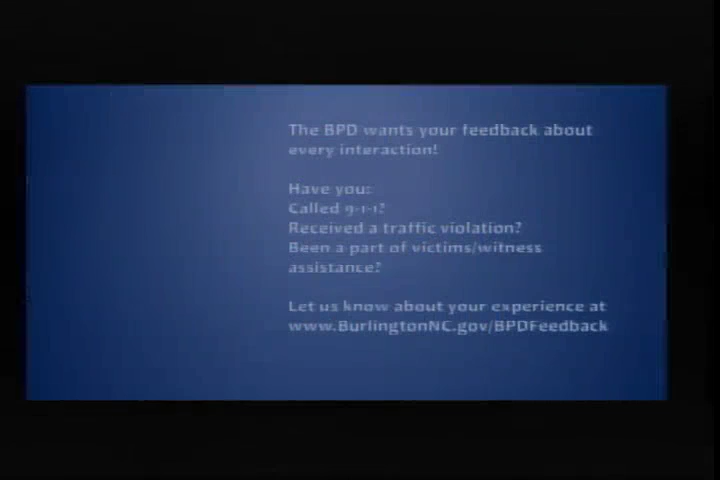 The BPD wants your feedback about
every interaction!
Have you:
Called 9-1-1?
Received a traffic violation?
Been a part of victims/witness
assistance?
Let us know about your experience at
www.BurlingtonNC.gov/BPDFeedback